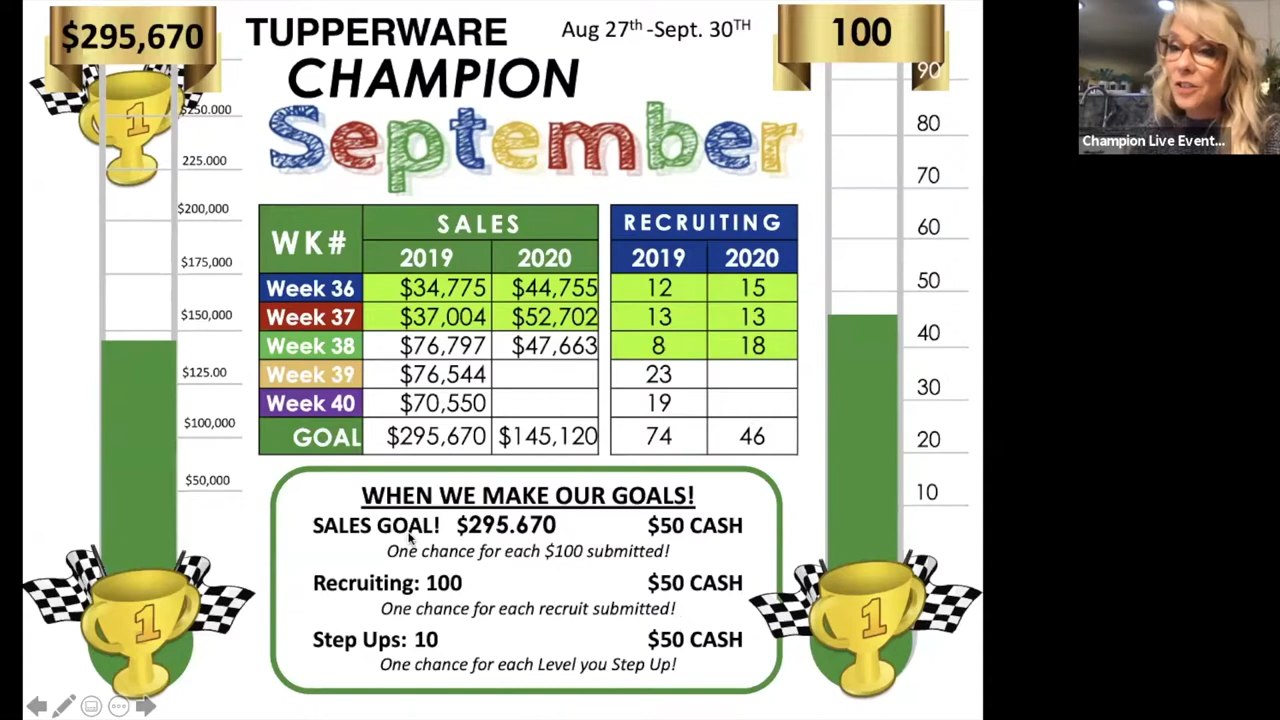 $295,670
TUPPERWARE
Aug 27th -Sept. 30TH
100
CHAMPION
September
$250.000
225.000
$200,000
$175,000
$150,000
$125.00
$100,000
$50,000
90
80
70
60
50
40
30
20
10
WK# SALES RECRUITING
2019 2020 2019 2020
Week 36 $34,775 $44,755 12 15
Week 37 $37,004 $52,702 13 13
Week 38 $76,797 $47,663 8 18
Week 39 $76,544 23
Week 40 $70,550 19
GOAL $295,670 $145,120 74 46
WHEN WE MAKE OUR GOALS!
SALES GOAL! $295.670 $50 CASH
One chance for each $100 submitted!
Recruiting: 100 $50 CASH
One chance for each recruit submitted!
Step Ups: 10 $50 CASH
One chance for each Level you Step Up!
1
1
1
Champion Live Event...